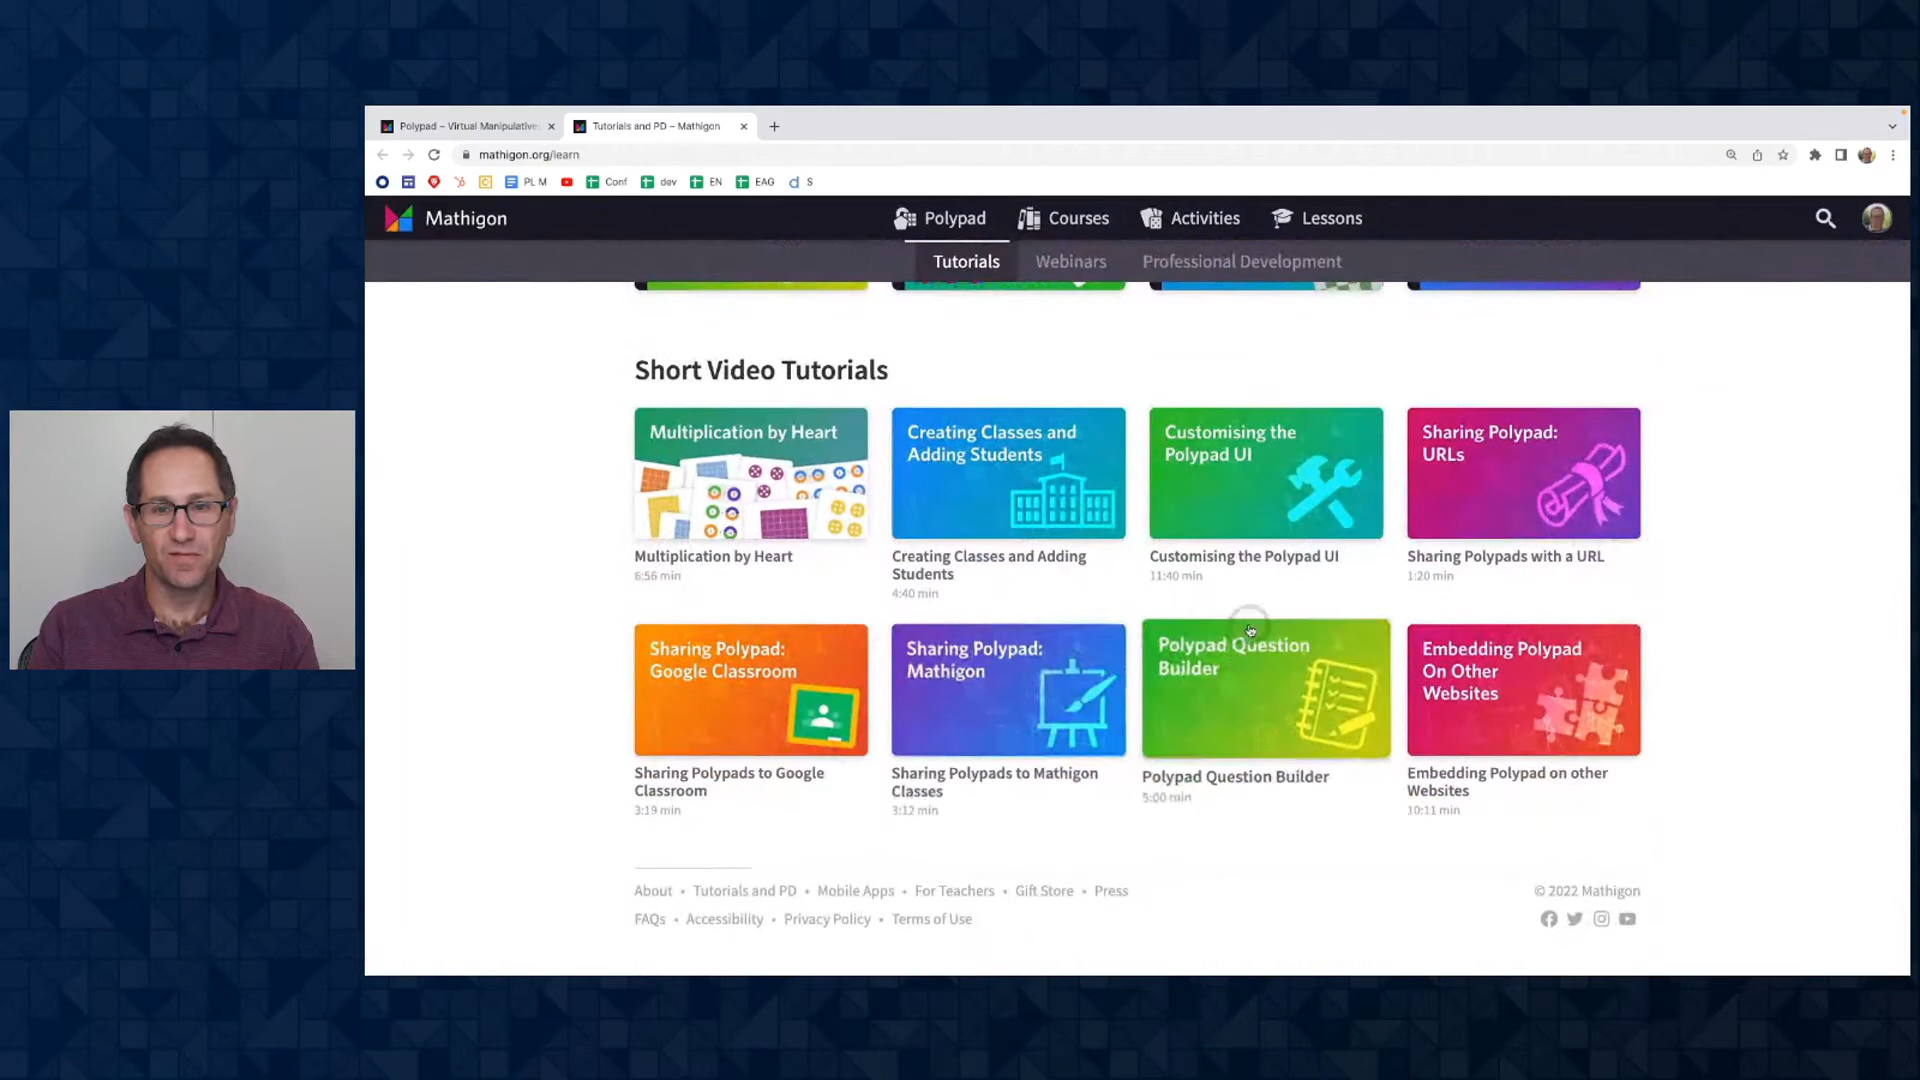 Polypad – Virtual Manipulatives
Tutorials and PD – Mathigon
mathigon.org/learn
PL M
Conf
dev
EN
EAG
S
Mathigon
Polypad
Courses
Activities
Lessons
Tutorials
Webinars
Professional Development
Short Video Tutorials
Multiplication by Heart
Creating Classes and
Adding Students
Customising the
Polypad UI
Sharing Polypad:
URLs
Multiplication by Heart
6:56 min
Creating Classes and Adding
Students
4:40 min
Customising the Polypad UI
11:40 min
Sharing Polypads with a URL
1:20 min
Sharing Polypad:
Google Classroom
Sharing Polypad:
Mathigon
Polypad Question
Builder
Embedding Polypad
On Other
Websites
Sharing Polypads to Google
Classroom
3:19 min
Sharing Polypads to Mathigon
Classes
3:12 min
Polypad Question Builder
5:00 min
Embedding Polypad on other
Websites
10:11 min
About • Tutorials and PD • Mobile Apps • For Teachers • Gift Store • Press
© 2022 Mathigon
FAQs • Accessibility • Privacy Policy • Terms of Use